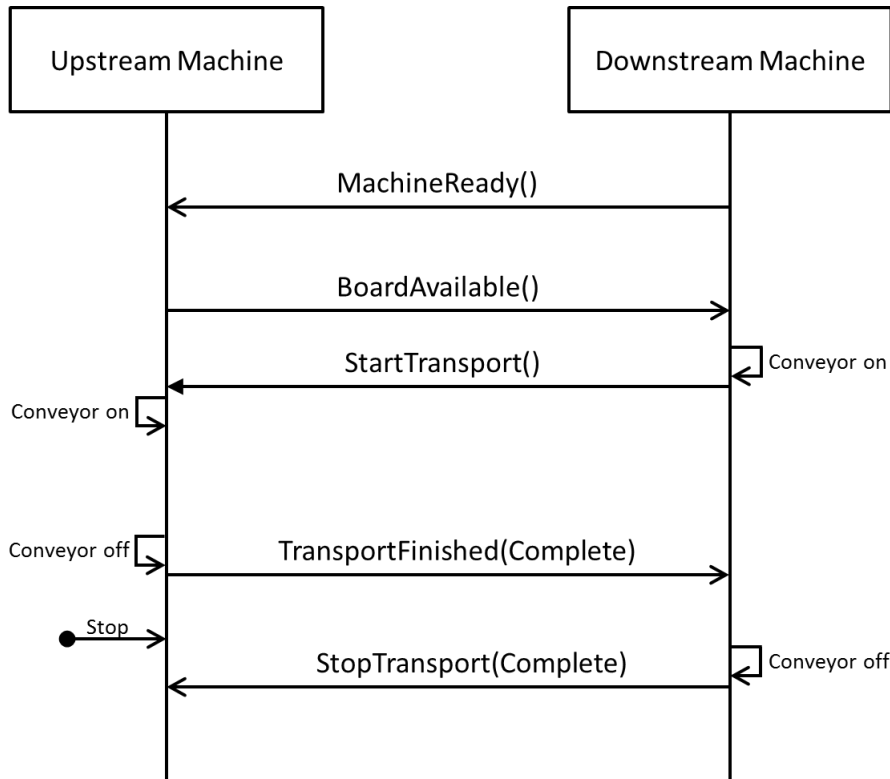 Upstream Machine
Downstream Machine
MachineReady()
BoardAvailable()
StartTransport()
Conveyor on
Conveyor on
Conveyor off
TransportFinished(Complete)
Stop
StopTransport(Complete)
Conveyor off